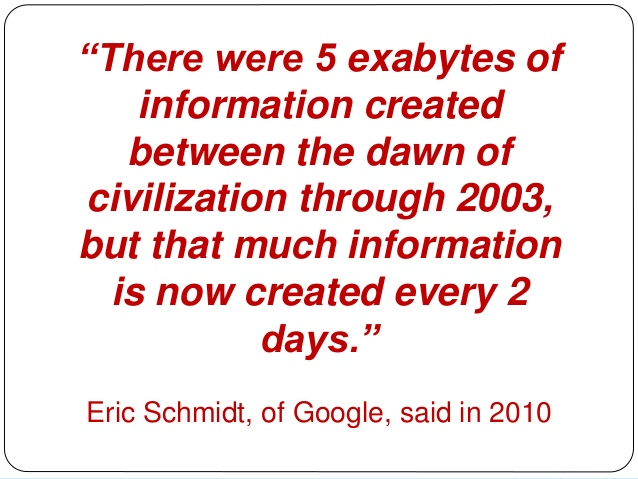 “There were 5 exabytes of
information created
between the dawn of
civilization through 2003,
but that much information
is now created every 2
days.”
Eric Schmidt, of Google, said in 2010